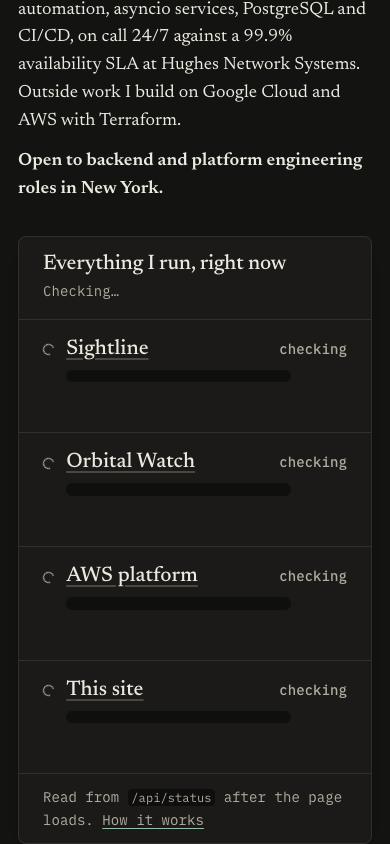 automation, asyncio services, PostgreSQL and
CI/CD, on call 24/7 against a 99.9%
availability SLA at Hughes Network Systems.
Outside work I build on Google Cloud and
AWS with Terraform.
Open to backend and platform engineering
roles in New York.
Everything I run, right now
Checking…
Sightline checking
Orbital Watch checking
AWS platform checking
This site checking
Read from /api/status after the page
loads. How it works